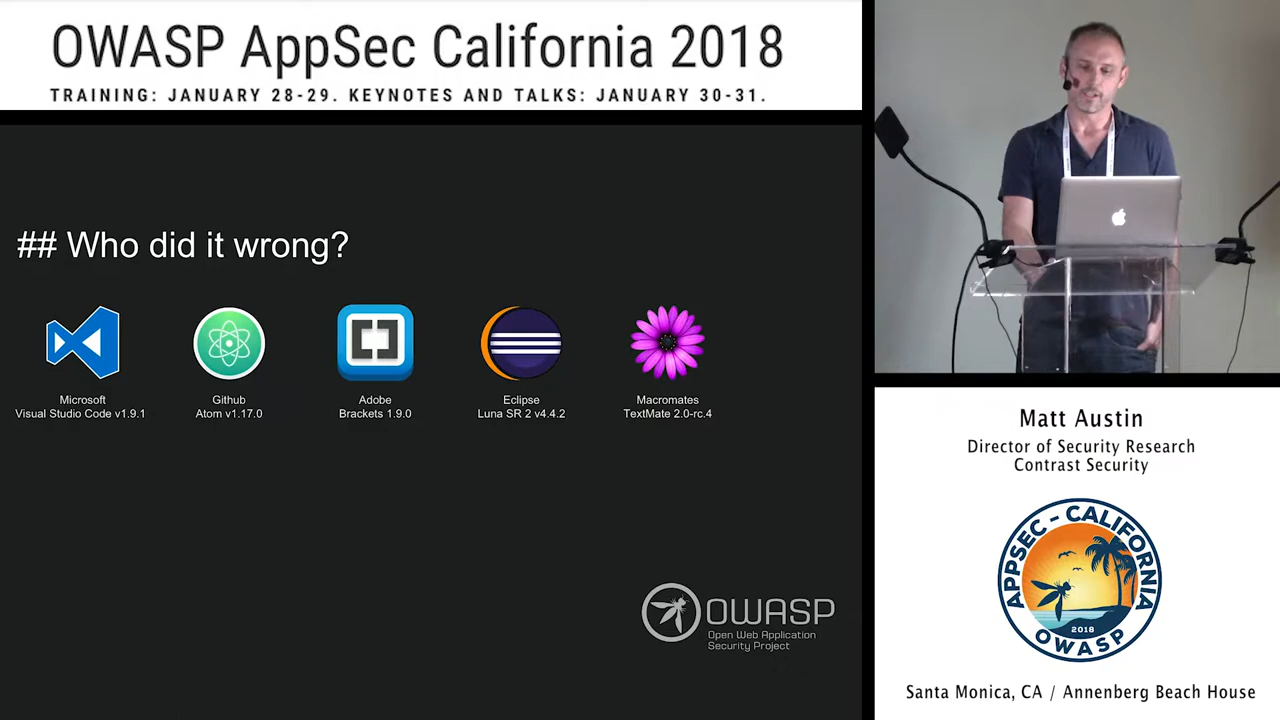 OWASP AppSec California 2018
TRAINING: JANUARY 28-29. KEYNOTES AND TALKS: JANUARY 30-31.
## Who did it wrong?
Microsoft
Visual Studio Code v1.9.1
Github
Atom v1.17.0
Adobe
Brackets 1.9.0
Eclipse
Luna SR 2 v4.4.2
Macromates
TextMate 2.0-rc.4
OWASP
Open Web Application
Security Project
Matt Austin
Director of Security Research
Contrast Security
APPSEC - CALIFORNIA
2018
OWASP
Santa Monica, CA / Annenberg Beach House